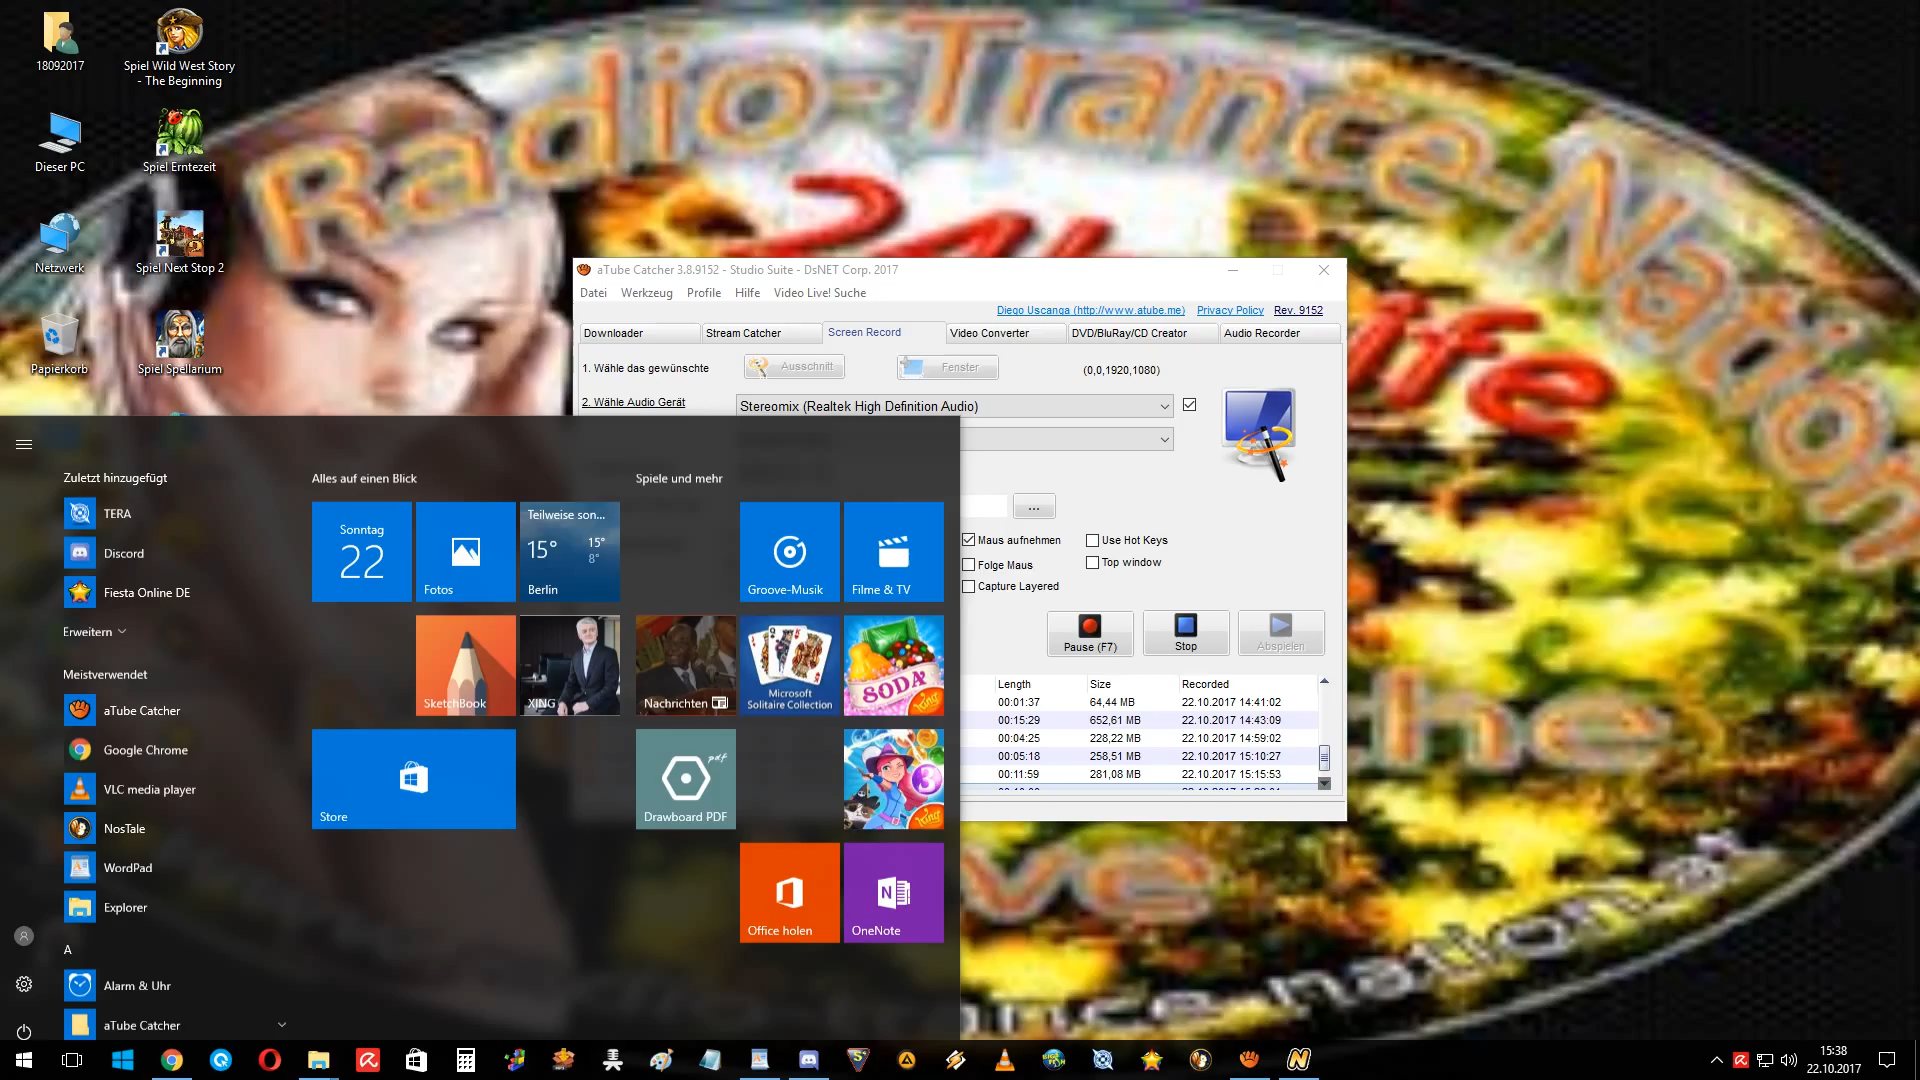 18092017
Spiel Wild West Story
- The Beginning
Dieser PC
Spiel Erntezeit
Netzwerk
Spiel Next Stop 2
Papierkorb
Spiel Spellarium
Radio-Trance-Nation
24h
aTube Catcher 3.8.9152 - Studio Suite - DsNET Corp. 2017
Datei Werkzeug Profile Hilfe Video Live! Suche
Diego Uscanga (http://www.atube.me) Privacy Policy Rev. 9152
Downloader Stream Catcher Screen Record Video Converter DVD/BluRay/CD Creator Audio Recorder
1. Wähle das gewünschte Ausschnitt Fenster (0,0,1920,1080)
2. Wähle Audio Gerät Stereomix (Realtek High Definition Audio)
...
Maus aufnehmen Use Hot Keys
Folge Maus Top window
Capture Layered
Pause (F7) Stop Abspielen
Length Size Recorded
00:01:37 64,44 MB 22.10.2017 14:41:02
00:15:29 652,61 MB 22.10.2017 14:43:09
00:04:25 228,22 MB 22.10.2017 14:59:02
00:05:18 258,51 MB 22.10.2017 15:10:27
00:11:59 281,08 MB 22.10.2017 15:15:53
Zuletzt hinzugefügt
TERA
Discord
Fiesta Online DE
Erweitern
Meistverwendet
aTube Catcher
Google Chrome
VLC media player
NosTale
WordPad
Explorer
A
Alarm & Uhr
aTube Catcher
Alles auf einen Blick
Sonntag
22
Fotos
Teilweise son...
15° 15°
8°
Berlin
SketchBook
XING
Store
Spiele und mehr
Groove-Musik
Filme & TV
Nachrichten
Microsoft
Solitaire Collection
SODA
King
pdf
Drawboard PDF
3
King
Office holen
N
OneNote
15:38
22.10.2017